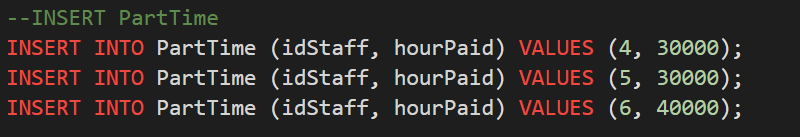 --INSERT PartTime
INSERT INTO PartTime (idStaff, hourPaid) VALUES (4, 30000);
INSERT INTO PartTime (idStaff, hourPaid) VALUES (5, 30000);
INSERT INTO PartTime (idStaff, hourPaid) VALUES (6, 40000);